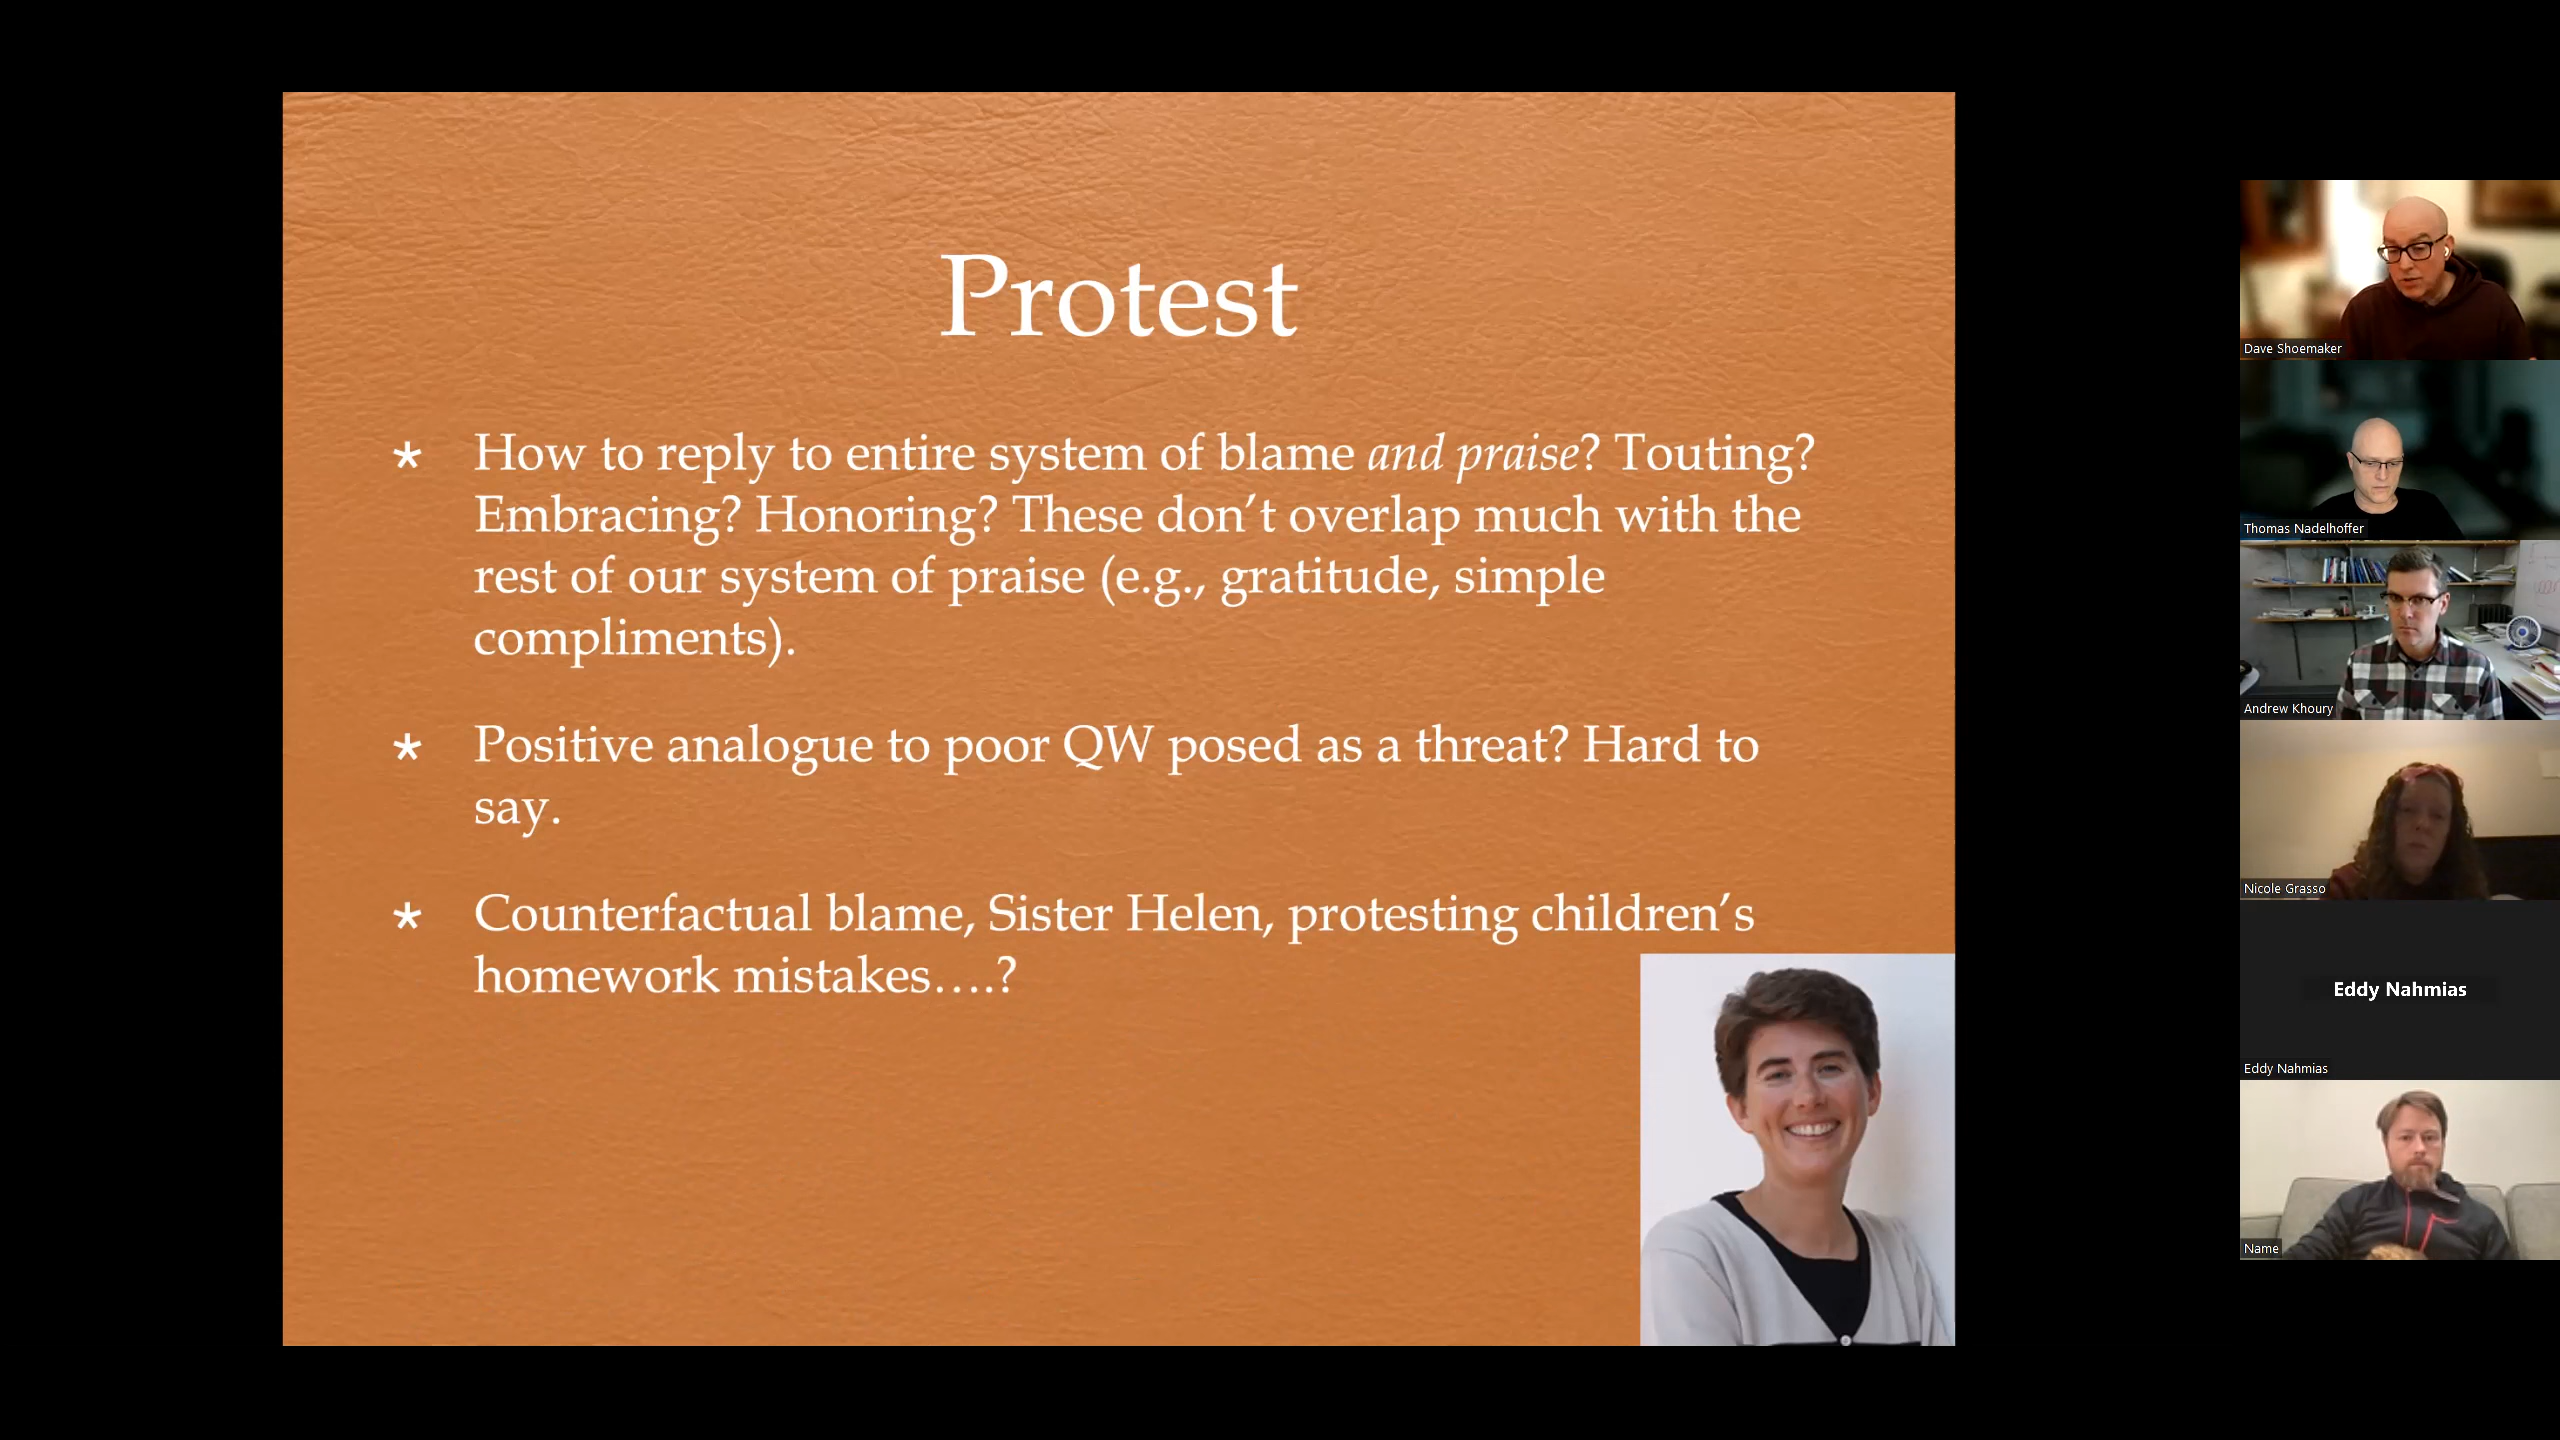 Protest
* How to reply to entire system of blame and praise? Touting?
Embracing? Honoring? These don’t overlap much with the
rest of our system of praise (e.g., gratitude, simple
compliments).
* Positive analogue to poor QW posed as a threat? Hard to
say.
* Counterfactual blame, Sister Helen, protesting children’s
homework mistakes….?
Dave Shoemaker
Thomas Nadelhoffer
Andrew Khoury
Nicole Grasso
Eddy Nahmias
Eddy Nahmias
Name